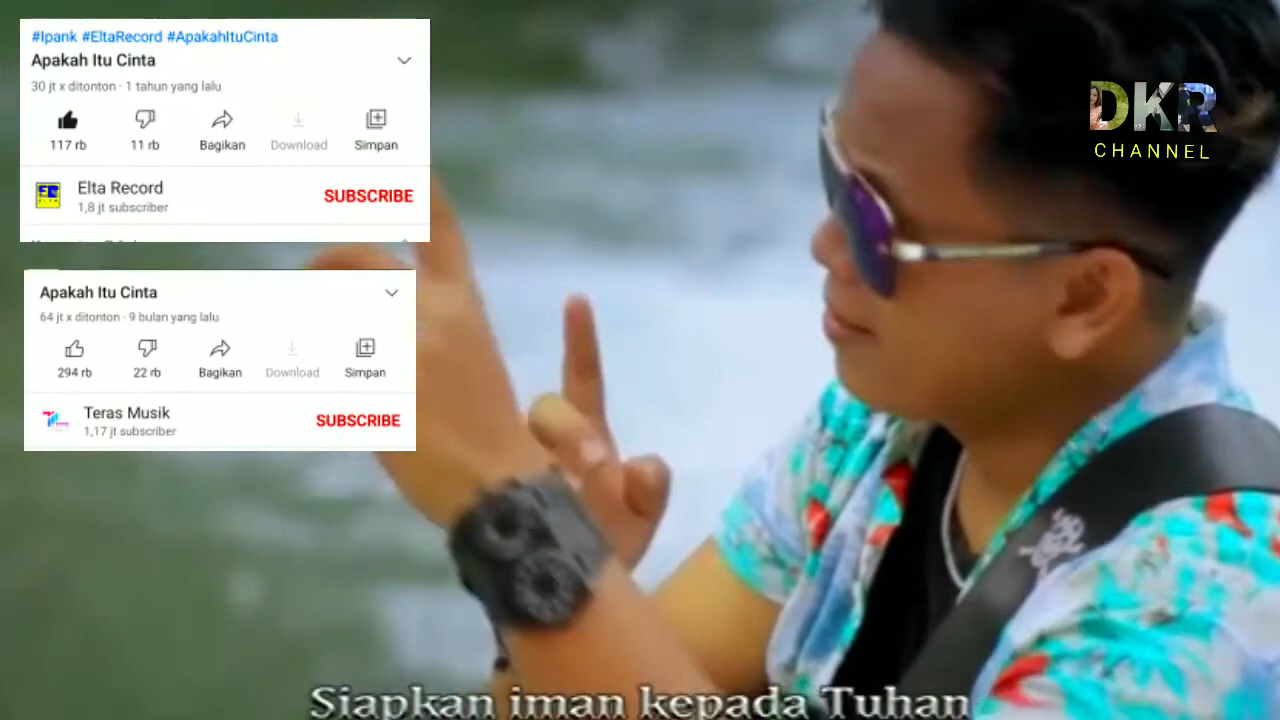 #Ipank #EltaRecord #ApakahItuCinta
Apakah Itu Cinta
30 jt x ditonton · 1 tahun yang lalu
117 rb 11 rb Bagikan Download Simpan
Elta Record
1,8 jt subscriber
SUBSCRIBE
Apakah Itu Cinta
64 jt x ditonton · 9 bulan yang lalu
294 rb 22 rb Bagikan Download Simpan
Teras Musik
1,17 jt subscriber
SUBSCRIBE
DKR
CHANNEL
Siapkan iman kepada Tuhan